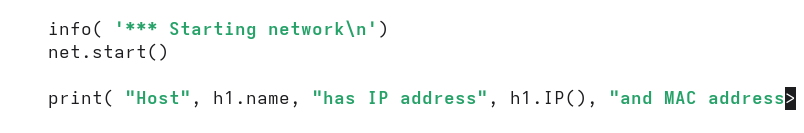 info( '*** Starting network\n')
net.start()
print( "Host", h1.name, "has IP address", h1.IP(), "and MAC address>